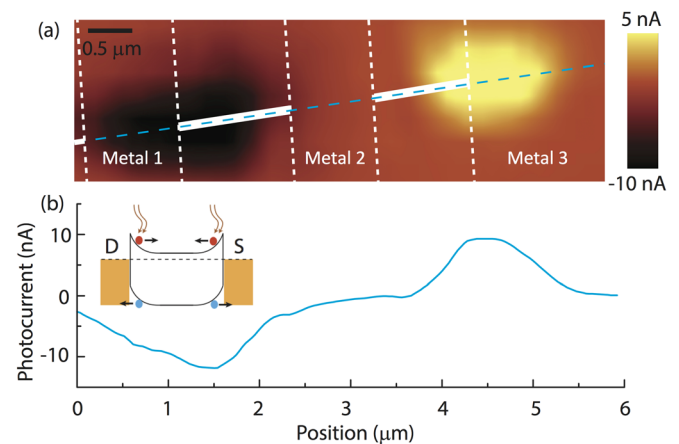 (a)
0.5 μm
5 nA
Metal 1
Metal 2
Metal 3
-10 nA
(b)
Photocurrent (nA)
10
0
-10
D
S
0
1
2
3
4
5
6
Position (μm)